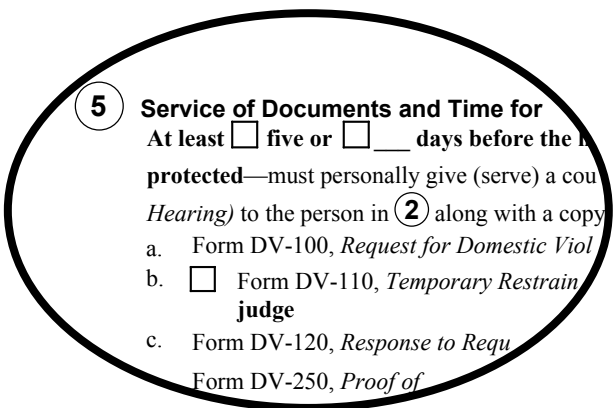 5 Service of Documents and Time for
At least ☐ five or ☐ ___ days before the
protected—must personally give (serve) a cou
Hearing) to the person in 2 along with a copy
a. Form DV-100, Request for Domestic Viol
b. ☐ Form DV-110, Temporary Restrain
judge
c. Form DV-120, Response to Requ
Form DV-250, Proof of